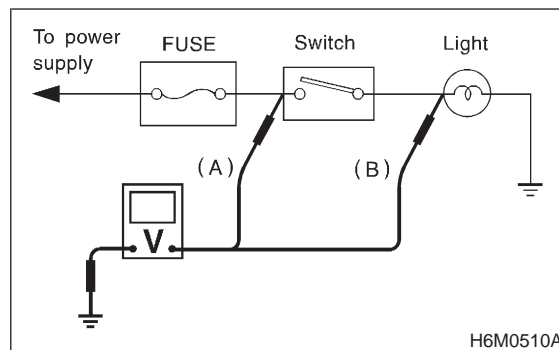 To power
supply
FUSE
Switch
Light
(A)
(B)
V
H6M0510A